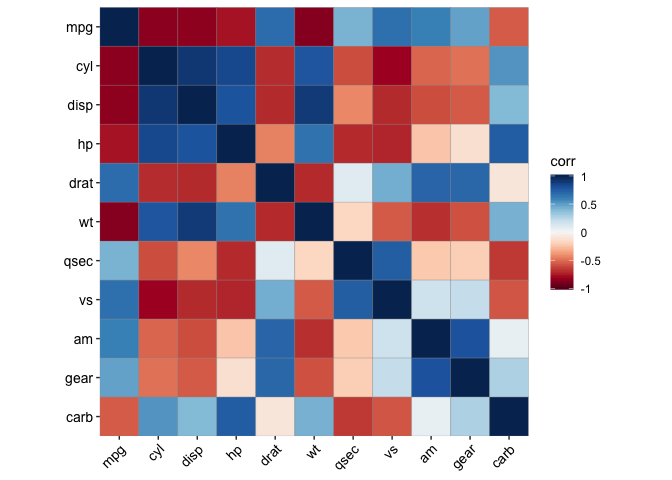 mpg
cyl
disp
hp
drat
wt
qsec
vs
am
gear
carb
mpg
cyl
disp
hp
drat
wt
qsec
vs
am
gear
carb
corr
1
0.5
0
-0.5
-1